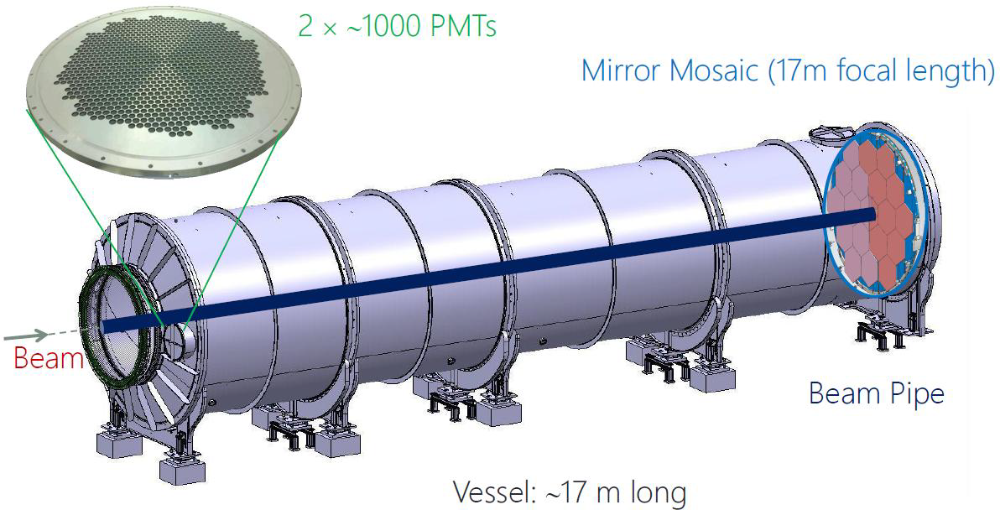 2 × ~1000 PMTs
Mirror Mosaic (17m focal length)
Beam
Beam Pipe
Vessel: ~17 m long